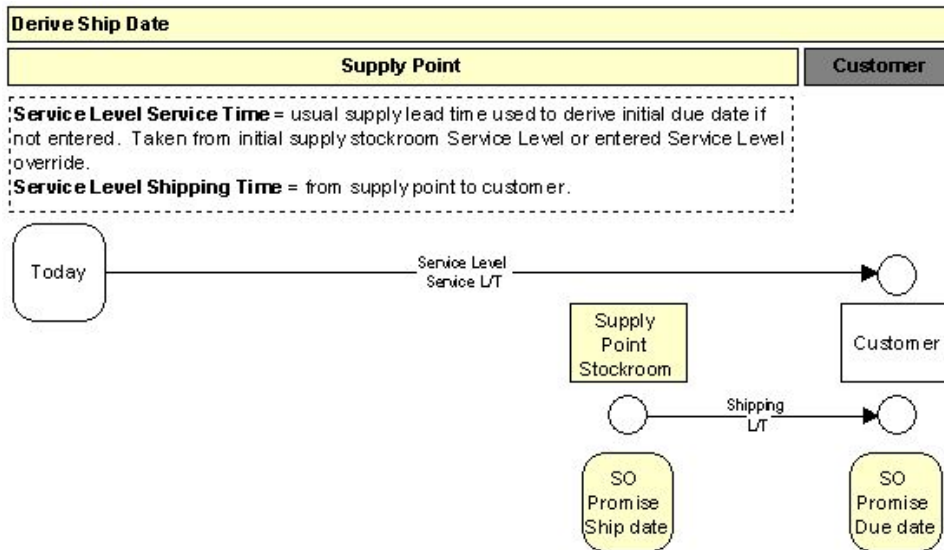 Derive Ship Date
Supply Point
Customer
Service Level Service Time = usual supply lead time used to derive initial due date if
not entered. Taken from initial supply stockroom Service Level or entered Service Level
override.
Service Level Shipping Time = from supply point to customer.
Today
Service Level
Service L/T
Supply
Point
Stockroom
Customer
Shipping
L/T
SO
Promise
Ship date
SO
Promise
Due date